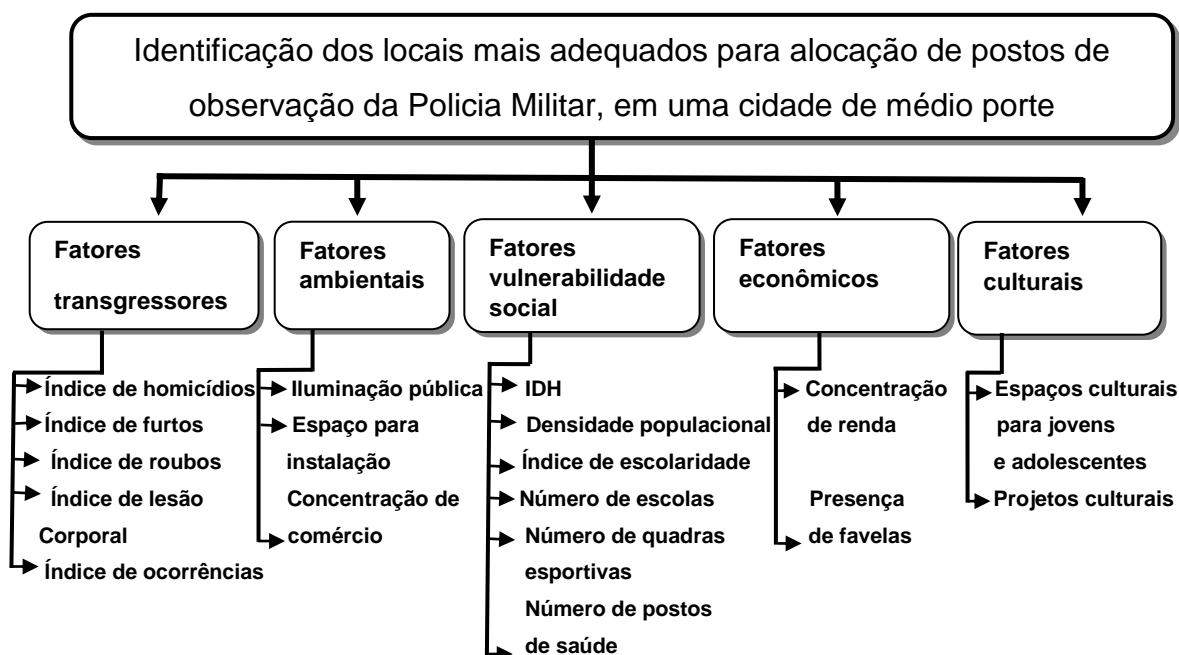 Identificação dos locais mais adequados para alocação de postos de
observação da Policia Militar, em uma cidade de médio porte
Fatores
transgressores
Índice de homicídios
Índice de furtos
Índice de roubos
Índice de lesão
Corporal
Índice de ocorrências
Fatores
ambientais
Iluminação pública
Espaço para
instalação
Concentração de
comércio
Fatores
vulnerabilidade
social
IDH
Densidade populacional
Índice de escolaridade
Número de escolas
Número de quadras
esportivas
Número de postos
de saúde
Fatores
econômicos
Concentração
de renda
Presença
de favelas
Fatores
culturais
Espaços culturais
para jovens
e adolescentes
Projetos culturais